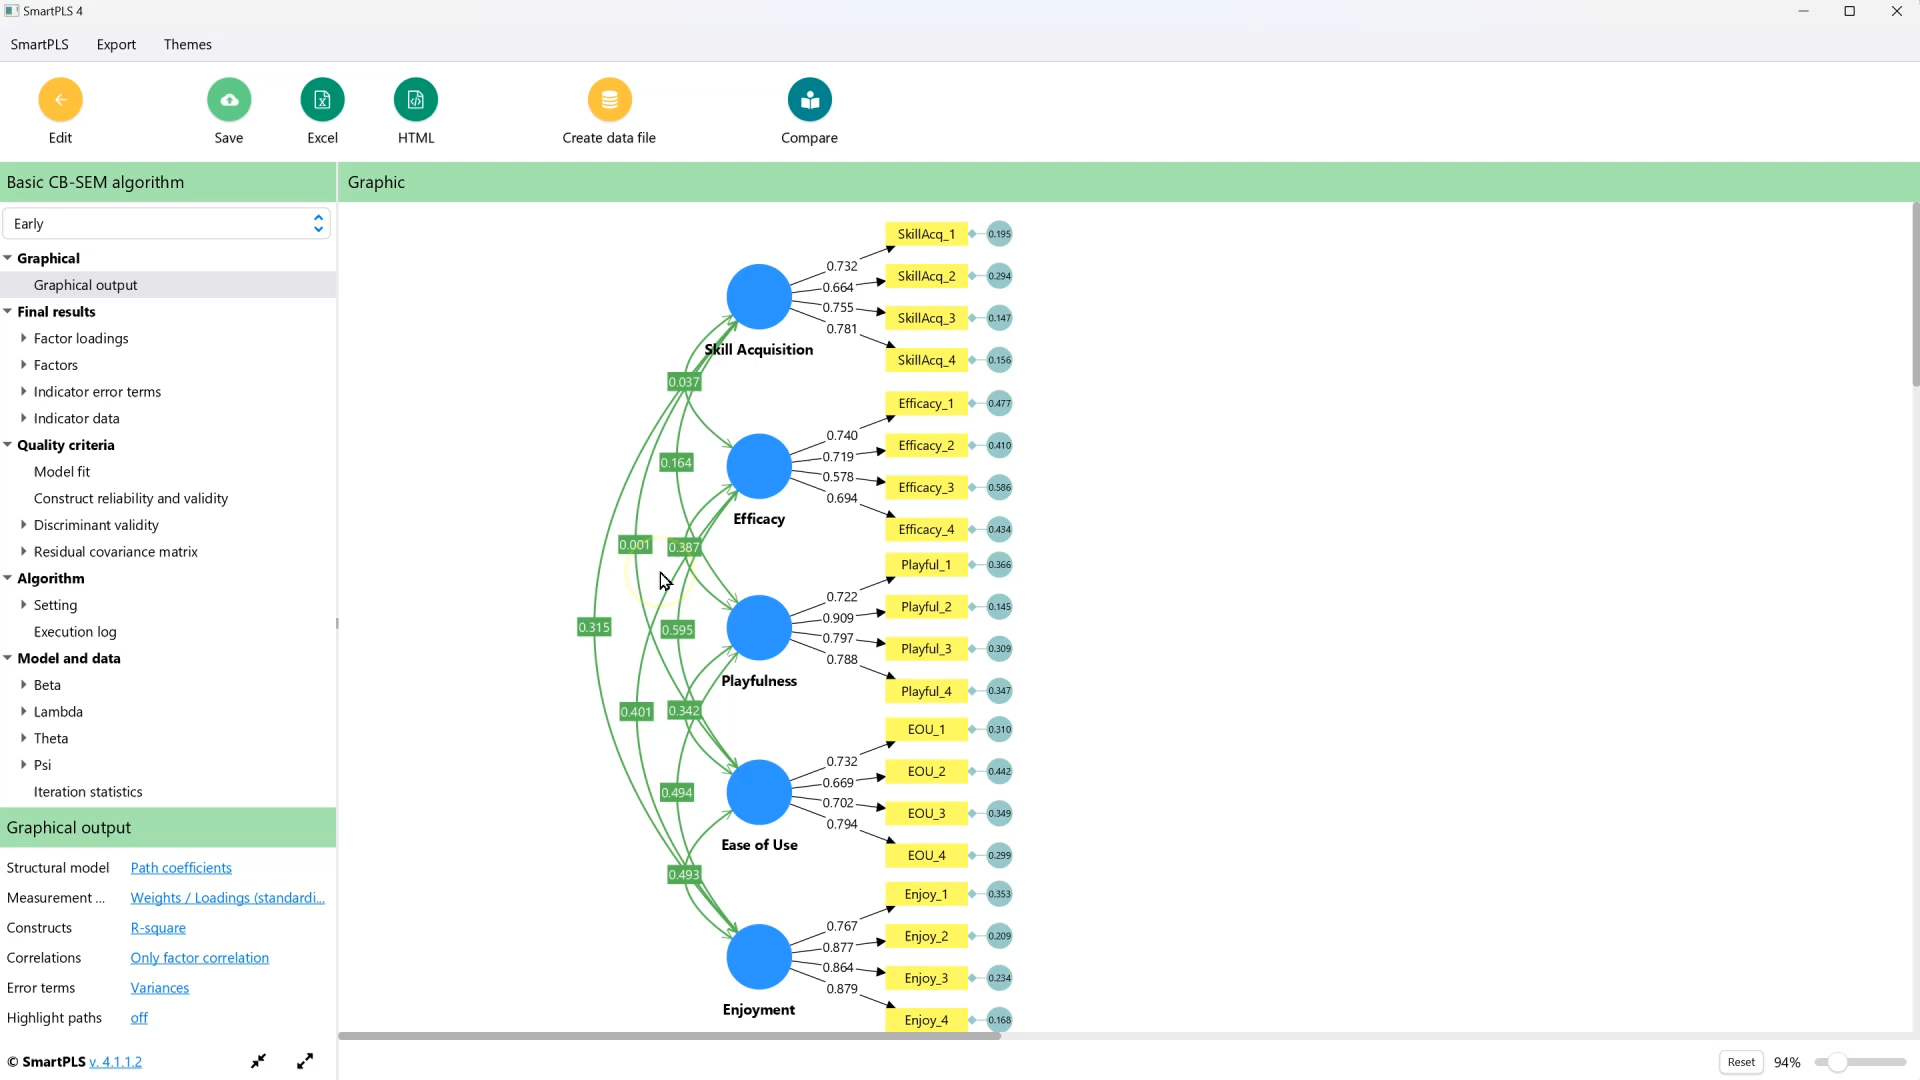 SmartPLS 4
SmartPLS Export Themes
Edit Save Excel HTML Create data file Compare
Basic CB-SEM algorithm
Early
Graphical
Graphical output
Final results
Factor loadings
Factors
Indicator error terms
Indicator data
Quality criteria
Model fit
Construct reliability and validity
Discriminant validity
Residual covariance matrix
Algorithm
Setting
Execution log
Model and data
Beta
Lambda
Theta
Psi
Iteration statistics
Graphical output
Structural model Path coefficients
Measurement ... Weights / Loadings (standardi...
Constructs R-square
Correlations Only factor correlation
Error terms Variances
Highlight paths off
© SmartPLS v. 4.1.1.2
Graphic
SkillAcq_1 0.195
0.732
SkillAcq_2 0.294
0.664
0.755
SkillAcq_3 0.147
0.781
Skill Acquisition
SkillAcq_4 0.156
0.037
Efficacy_1 0.477
0.740
Efficacy_2 0.410
0.719
0.164
0.578
Efficacy_3 0.586
0.694
Efficacy
Efficacy_4 0.434
0.001 0.387
Playful_1 0.366
0.722
Playful_2 0.145
0.909
0.315 0.595
0.797
Playful_3 0.309
0.788
Playfulness
Playful_4 0.347
0.401 0.342
EOU_1 0.310
0.732
EOU_2 0.442
0.669
0.494
0.702
EOU_3 0.349
0.794
Ease of Use
EOU_4 0.299
0.493
Enjoy_1 0.353
0.767
Enjoy_2 0.209
0.877
0.864
Enjoy_3 0.234
0.879
Enjoyment
Enjoy_4 0.168
Reset 94%